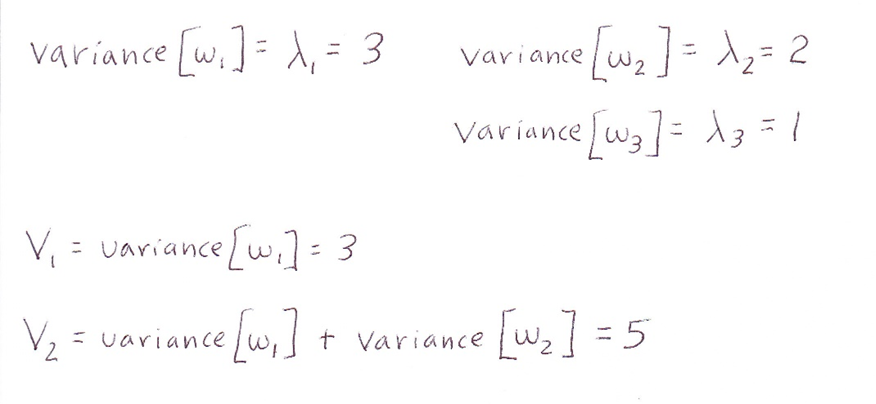 variance[w₁] = λ₁ = 3 variance[w₂] = λ₂ = 2
variance[w₃] = λ₃ = 1
V₁ = variance[w₁] = 3
V₂ = variance[w₁] + variance[w₂] = 5